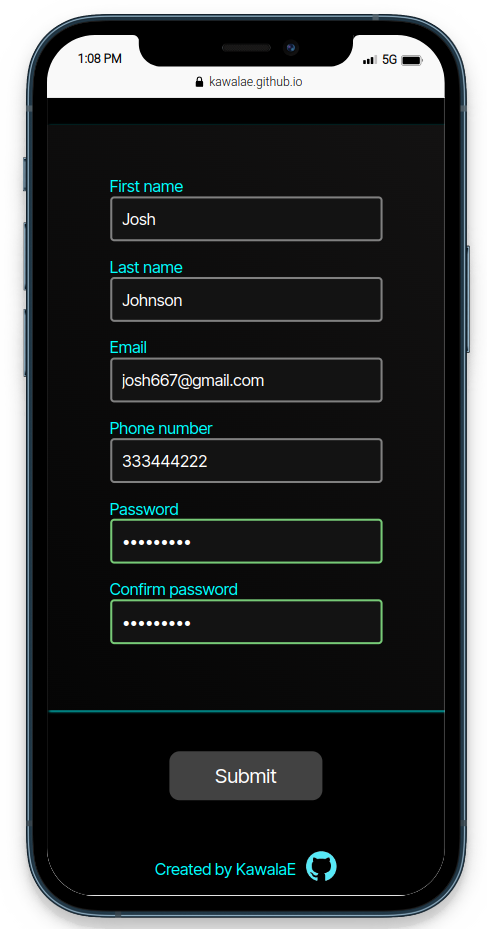 1:08 PM 5G
kawalae.github.io
First name
Josh
Last name
Johnson
Email
josh667@gmail.com
Phone number
333444222
Password
•••••••••
Confirm password
•••••••••
Submit
Created by KawalaE